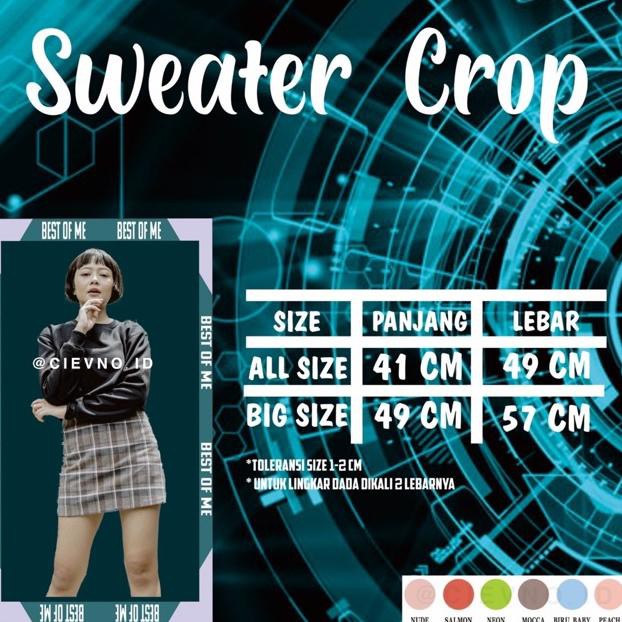 Sweater Crop
BEST OF ME BEST OF ME
BEST OF ME
BEST OF ME
@CIEVNO_ID
BEST OF ME BEST OF ME
SIZE PANJANG LEBAR
ALL SIZE 41 CM 49 CM
BIG SIZE 49 CM 57 CM
*TOLERANSI SIZE 1-2 CM
* UNTUK LINGKAR DADA DIKALI 2 LEBARNYA
@CIEVNO_ID
NUDE SALMON NEON MOCCA BIRU BABY PEACH